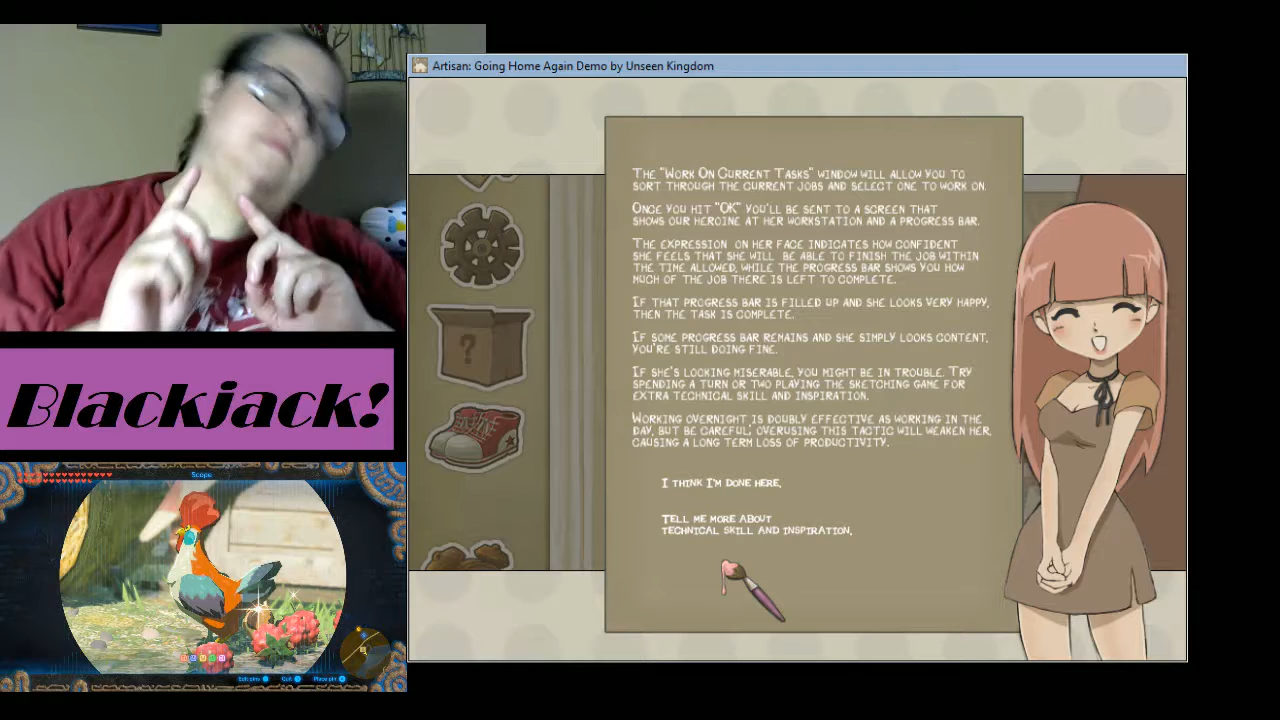 Artisan: Going Home Again Demo by Unseen Kingdom
The "Work On Current Tasks" window will allow you to
sort through the current jobs and select one to work on.
Once you hit "OK" you'll be sent to a screen that
shows our heroine at her workstation and a progress bar.
The expression on her face indicates how confident
she feels that she will be able to finish the job within
the time allowed, while the progress bar shows you how
much of the job there is left to complete.
If that progress bar is filled up and she looks very happy,
then the task is complete.
If some progress bar remains and she simply looks content,
you're still doing fine.
If she's looking miserable, you might be in trouble. Try
spending a turn or two playing the sketching game for
extra technical skill and inspiration.
Working overnight is doubly effective as working in the
day, but be careful; overusing this tactic will weaken her,
causing a long term loss of productivity.
I think I'm done here.
Tell me more about
technical skill and inspiration.
?
Blackjack!
Scope
Edit pins
Quit
Place pin